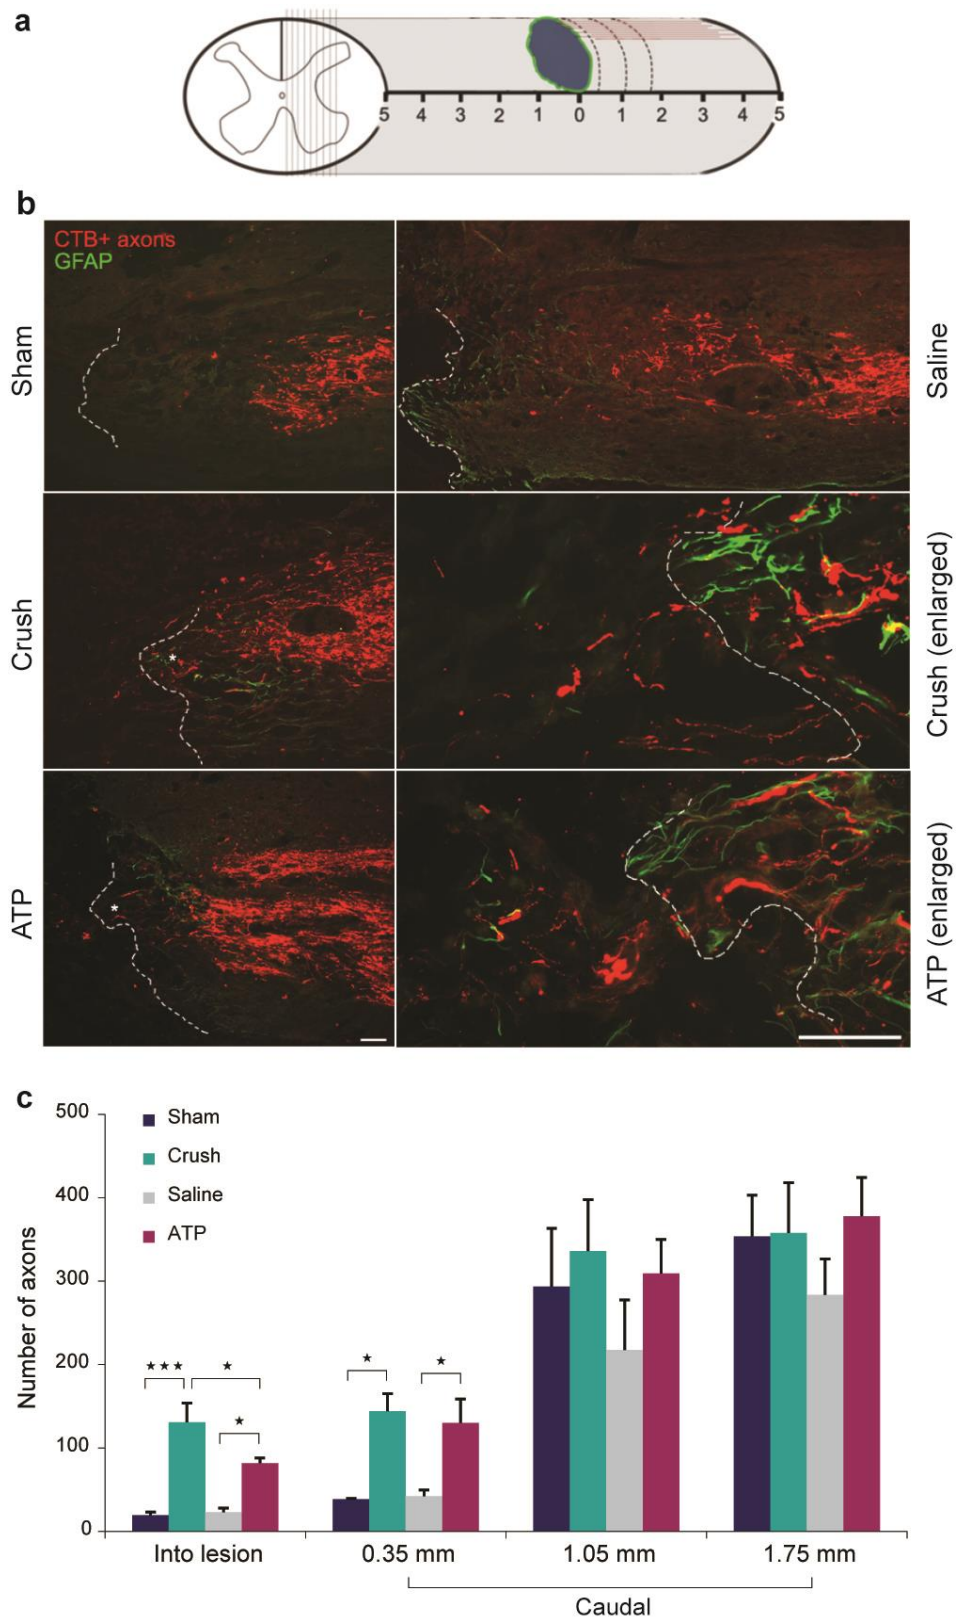 a
5 4 3 2 1 0 1 2 3 4 5
b
CTB+ axons
GFAP
Sham
Saline
Crush
Crush (enlarged)
ATP
ATP (enlarged)
c
500
400
300
200
100
0
Number of axons
Sham
Crush
Saline
ATP
★★★ ★
★
★ ★
Into lesion 0.35 mm 1.05 mm 1.75 mm
Caudal